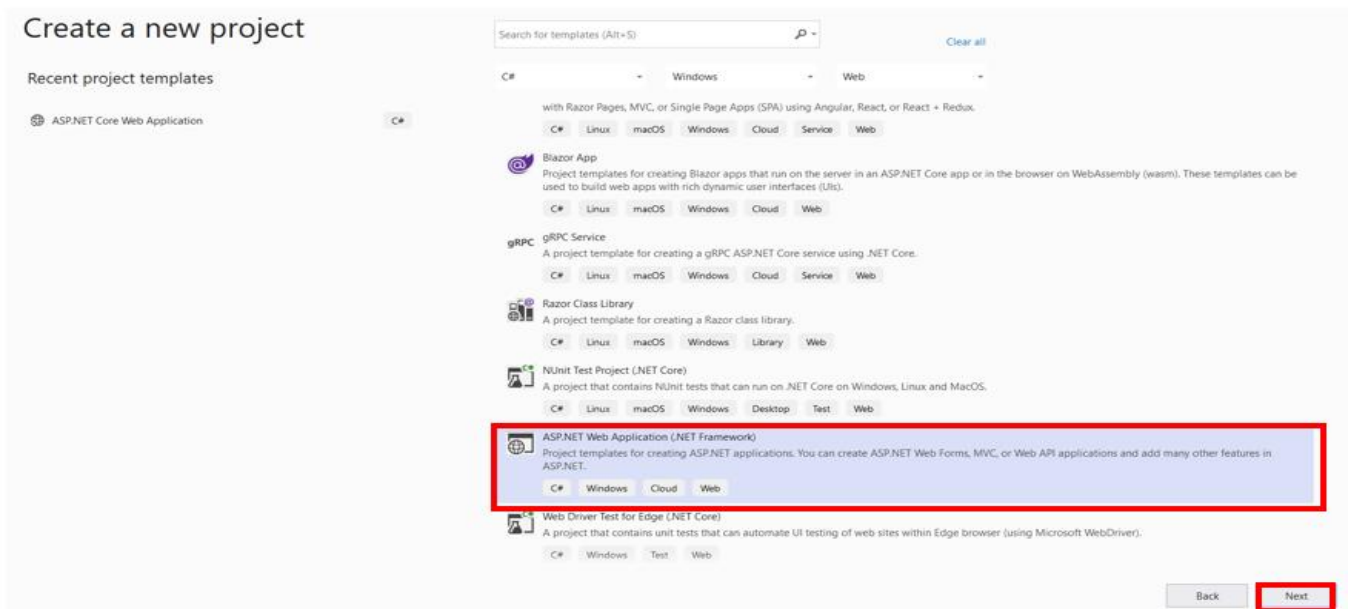 Create a new project
Recent project templates
ASP.NET Core Web Application C#
Search for templates (Alt+S)
Clear all
C# Windows Web
with Razor Pages, MVC, or Single Page Apps (SPA) using Angular, React, or React + Redux.
C# Linux macOS Windows Cloud Service Web
Blazor App
Project templates for creating Blazor apps that run on the server in an ASP.NET Core app or in the browser on WebAssembly (wasm). These templates can be
used to build web apps with rich dynamic user interfaces (UIs).
C# Linux macOS Windows Cloud Web
gRPC gRPC Service
A project template for creating a gRPC ASP.NET Core service using .NET Core.
C# Linux macOS Windows Cloud Service Web
Razor Class Library
A project template for creating a Razor class library.
C# Linux macOS Windows Library Web
NUnit Test Project (.NET Core)
A project that contains NUnit tests that can run on .NET Core on Windows, Linux and MacOS.
C# Linux macOS Windows Desktop Test Web
ASP.NET Web Application (.NET Framework)
Project templates for creating ASP.NET applications. You can create ASP.NET Web Forms, MVC, or Web API applications and add many other features in
ASP.NET.
C# Windows Cloud Web
Web Driver Test for Edge (.NET Core)
A project that contains unit tests that can automate UI testing of web sites within Edge browser (using Microsoft WebDriver).
C# Windows Test Web
Back Next